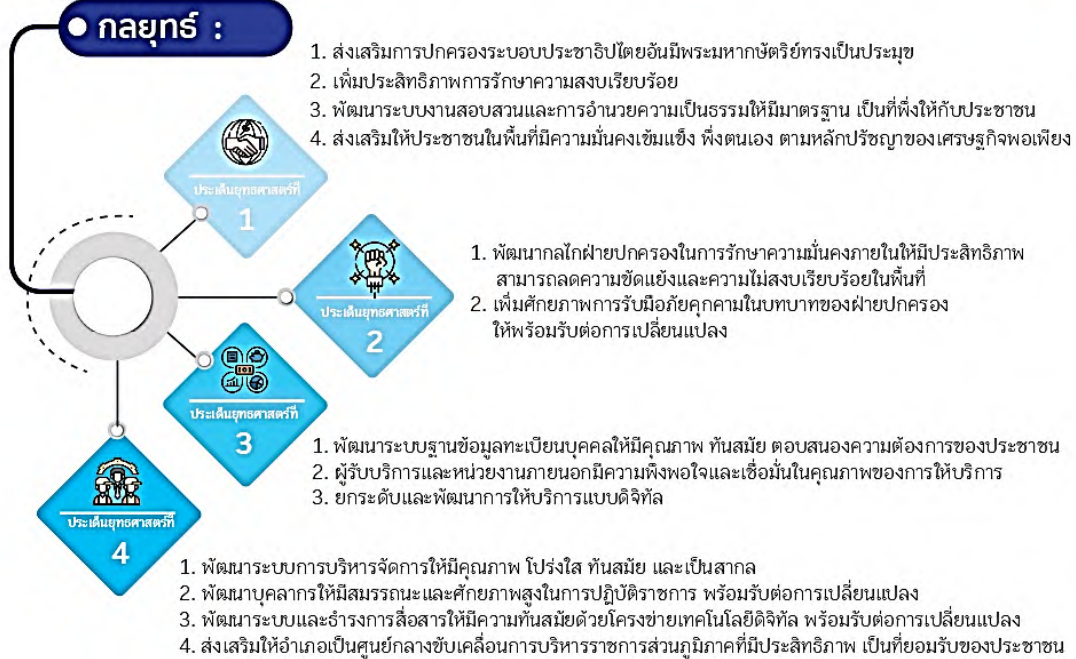 กลยุทธ์ :
1. ส่งเสริมการปกครองระบอบประชาธิปไตยอันมีพระมหากษัตริย์ทรงเป็นประมุข
2. เพิ่มประสิทธิภาพการรักษาความสงบเรียบร้อย
3. พัฒนาระบบงานสอบสวนและการอำนวยความเป็นธรรมให้มีมาตรฐาน เป็นที่พึ่งให้กับประชาชน
4. ส่งเสริมให้ประชาชนในพื้นที่มีความมั่นคงเข้มแข็ง พึ่งตนเอง ตามหลักปรัชญาของเศรษฐกิจพอเพียง
ประเด็นยุทธศาสตร์ที่
1
1. พัฒนากลไกฝ่ายปกครองในการรักษาความมั่นคงภายในให้มีประสิทธิภาพ
สามารถลดความขัดแย้งและความไม่สงบเรียบร้อยในพื้นที่
2. เพิ่มศักยภาพการรับมือภัยคุกคามในบทบาทของฝ่ายปกครอง
ให้พร้อมรับต่อการเปลี่ยนแปลง
ประเด็นยุทธศาสตร์ที่
2
ประเด็นยุทธศาสตร์ที่
3
1. พัฒนาระบบฐานข้อมูลทะเบียนบุคคลให้มีคุณภาพ ทันสมัย ตอบสนองความต้องการของประชาชน
2. ผู้รับบริการและหน่วยงานภายนอกมีความพึงพอใจและเชื่อมั่นในคุณภาพของการให้บริการ
3. ยกระดับและพัฒนาการให้บริการแบบดิจิทัล
ประเด็นยุทธศาสตร์ที่
4
1. พัฒนาระบบการบริหารจัดการให้มีคุณภาพ โปร่งใส ทันสมัย และเป็นสากล
2. พัฒนาบุคลากรให้มีสมรรถนะและศักยภาพสูงในการปฏิบัติราชการ พร้อมรับต่อการเปลี่ยนแปลง
3. พัฒนาระบบและธำรงการสื่อสารให้มีความทันสมัยด้วยโครงข่ายเทคโนโลยีดิจิทัล พร้อมรับต่อการเปลี่ยนแปลง
4. ส่งเสริมให้อำเภอเป็นศูนย์กลางขับเคลื่อนการบริหารราชการส่วนภูมิภาคที่มีประสิทธิภาพ เป็นที่ยอมรับของประชาชน